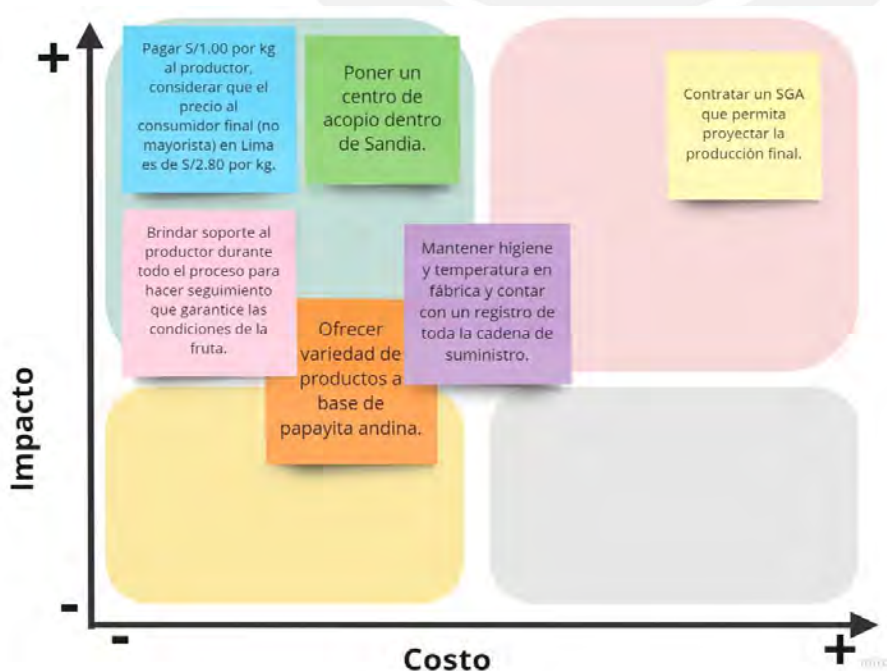 +
Pagar S/1.00 por kg
al productor,
considerar que el
precio al
consumidor final (no
mayorista) en Lima
es de S/2.80 por kg.
Poner un
centro de
acopio dentro
de Sandia.
Contratar un SGA
que permita
proyectar la
producción final.
Brindar soporte al
productor durante
todo el proceso para
hacer seguimiento
que garantice las
condiciones de la
fruta.
Mantener higiene
y temperatura en
fábrica y contar
con un registro de
toda la cadena de
suministro.
Ofrecer
variedad de
productos a
base de
papayita andina.
Impacto
-
-
Costo
+
miro